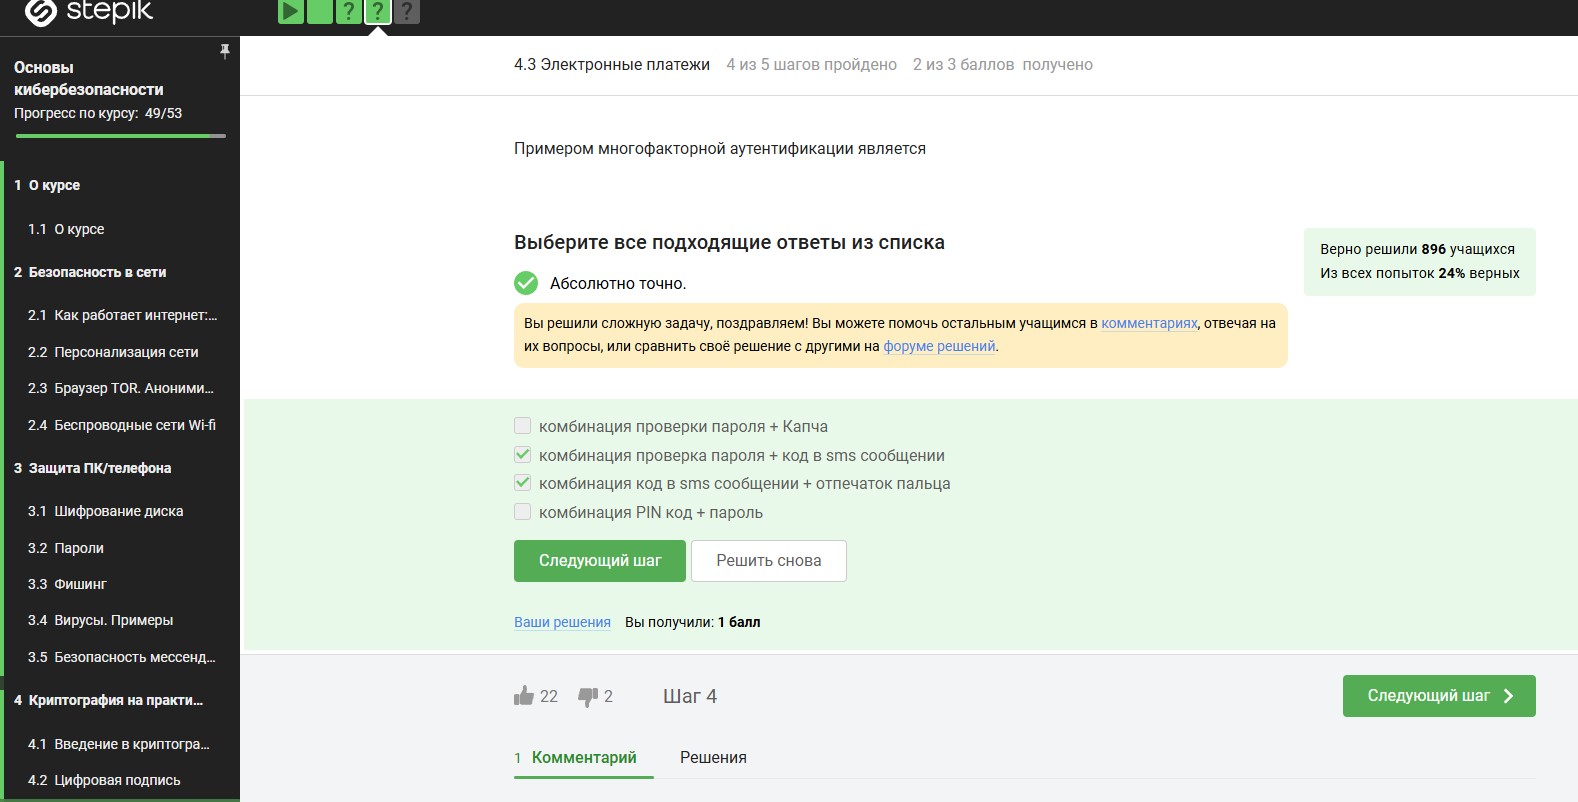 stepik
? ? ?
Основы
кибербезопасности
Прогресс по курсу: 49/53
1 О курсе
1.1 О курсе
2 Безопасность в сети
2.1 Как работает интернет:...
2.2 Персонализация сети
2.3 Браузер TOR. Аноними...
2.4 Беспроводные сети Wi-fi
3 Защита ПК/телефона
3.1 Шифрование диска
3.2 Пароли
3.3 Фишинг
3.4 Вирусы. Примеры
3.5 Безопасность мессенд...
4 Криптография на практи...
4.1 Введение в криптогра...
4.2 Цифровая подпись
4.3 Электронные платежи 4 из 5 шагов пройдено 2 из 3 баллов получено
Примером многофакторной аутентификации является
Выберите все подходящие ответы из списка
Абсолютно точно.
Вы решили сложную задачу, поздравляем! Вы можете помочь остальным учащимся в комментариях, отвечая на
их вопросы, или сравнить своё решение с другими на форуме решений.
Верно решили 896 учащихся
Из всех попыток 24% верных
комбинация проверки пароля + Капча
комбинация проверка пароля + код в sms сообщении
комбинация код в sms сообщении + отпечаток пальца
комбинация PIN код + пароль
Следующий шаг Решить снова
Ваши решения Вы получили: 1 балл
22 2 Шаг 4 Следующий шаг
1 Комментарий Решения